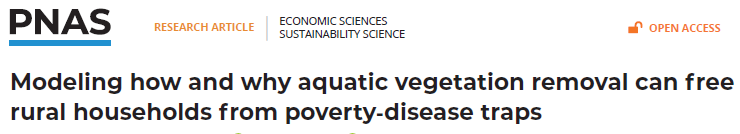 PNAS
RESEARCH ARTICLE
ECONOMIC SCIENCES
SUSTAINABILITY SCIENCE
OPEN ACCESS
Modeling how and why aquatic vegetation removal can free
rural households from poverty-disease traps